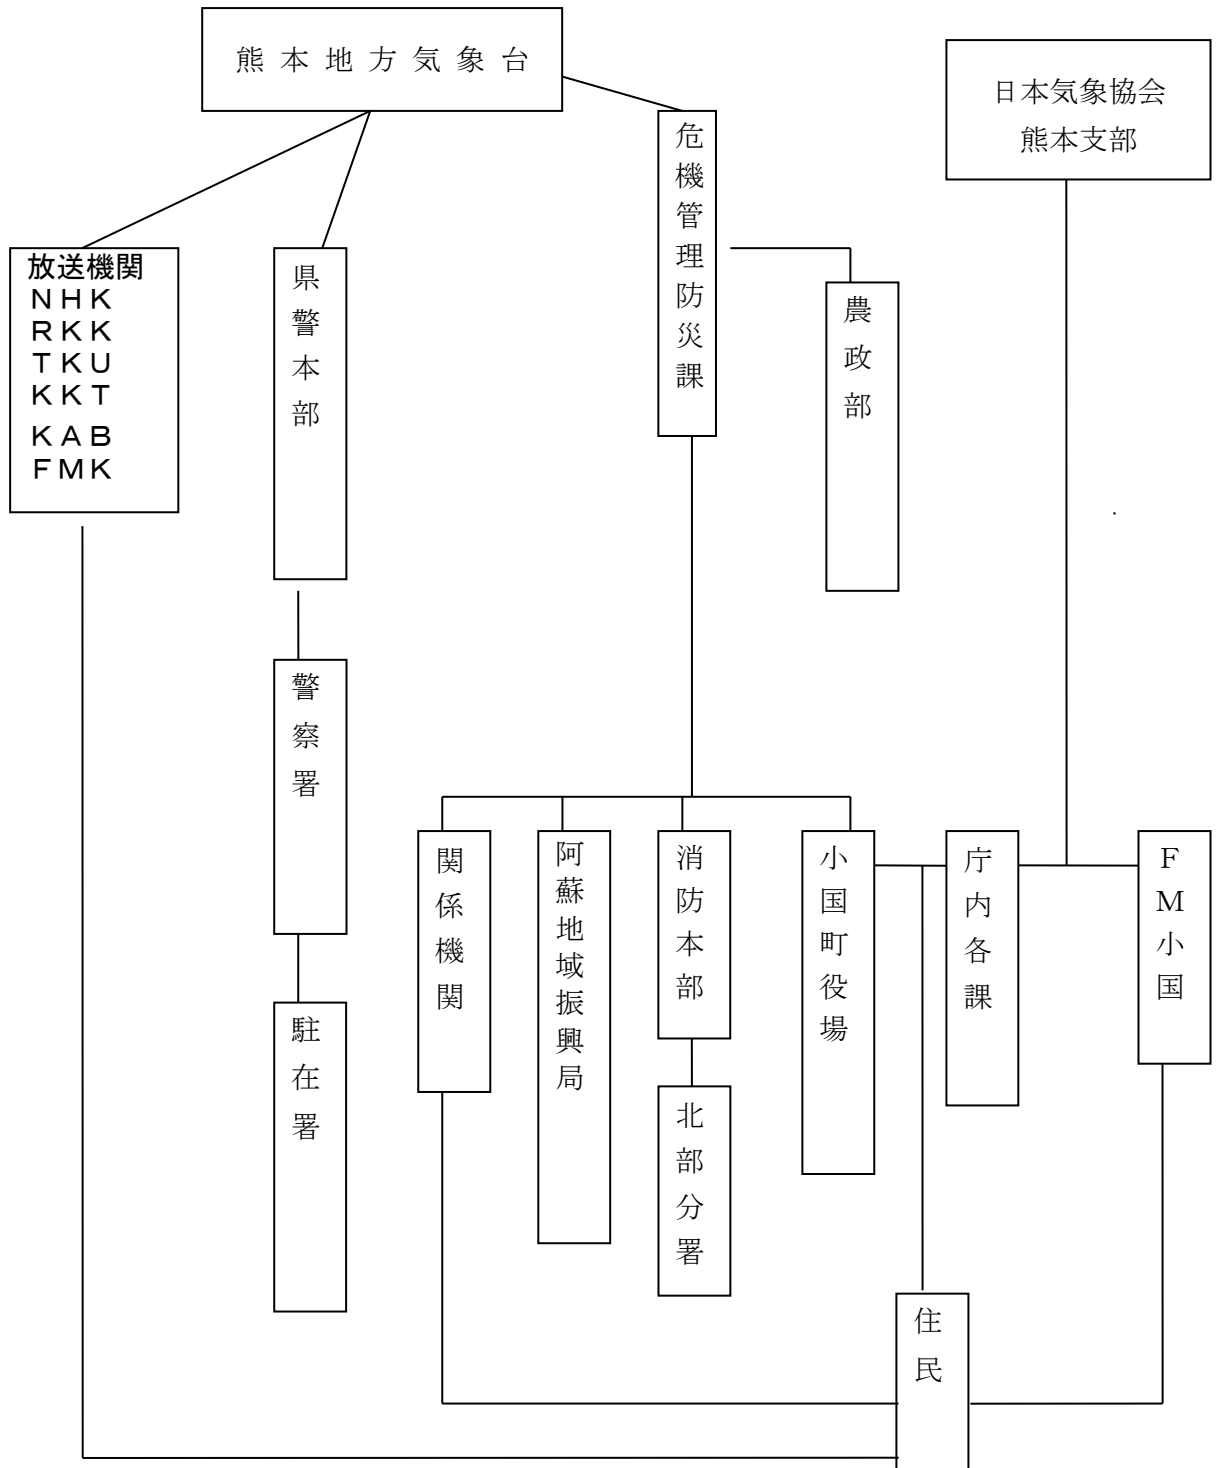 熊本地方気象台
日本気象協会
熊本支部
危機管理防災課
放送機関
ＮＨＫ
ＲＫＫ
ＴＫＵ
ＫＫＴ
ＫＡＢ
ＦＭＫ
県警本部
農政部
警察署
駐在署
関係機関
阿蘇地域振興局
消防本部
小国町役場
庁内各課
ＦＭ小国
北部分署
住民